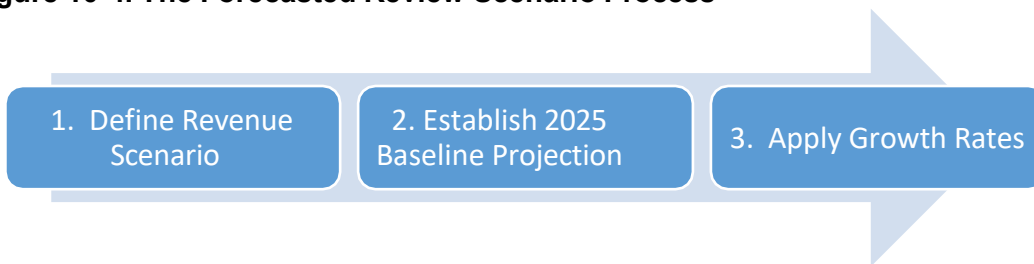 1. Define Revenue
Scenario
2. Establish 2025
Baseline Projection
3. Apply Growth Rates